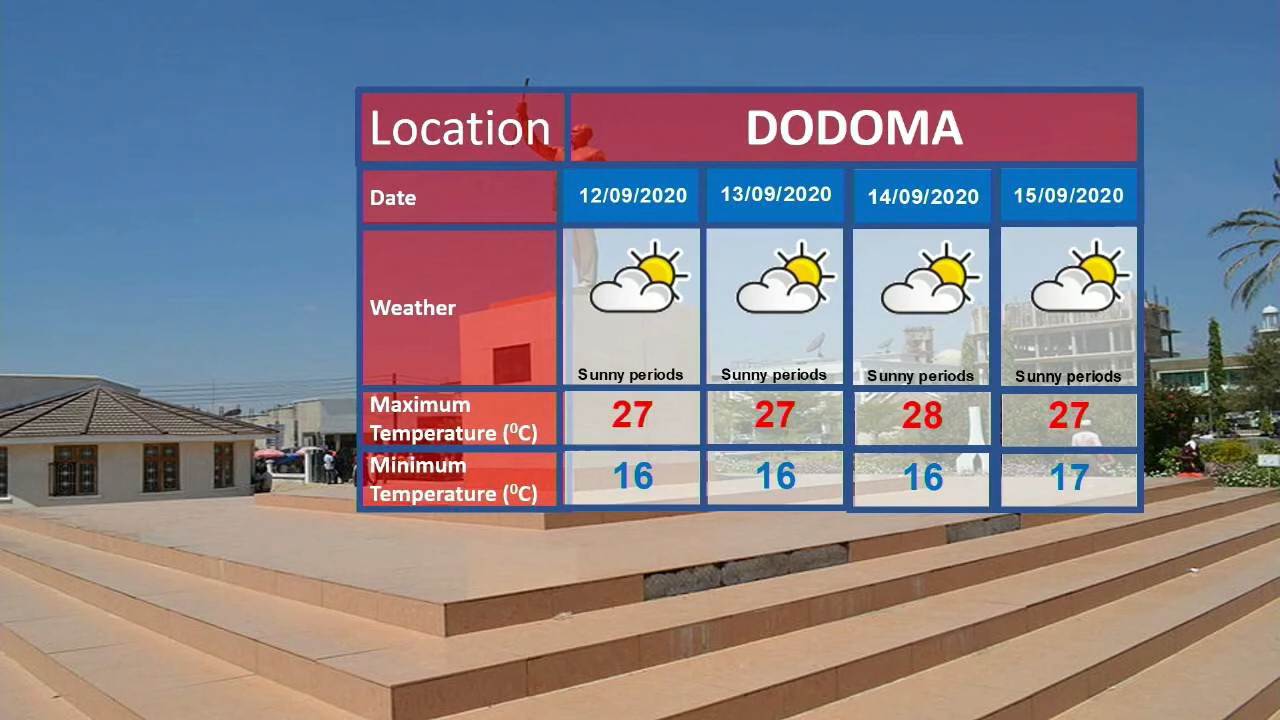 Location DODOMA
Date 12/09/2020 13/09/2020 14/09/2020 15/09/2020
Weather Sunny periods Sunny periods Sunny periods Sunny periods
Maximum
Temperature (⁰C) 27 27 28 27
Minimum
Temperature (⁰C) 16 16 16 17